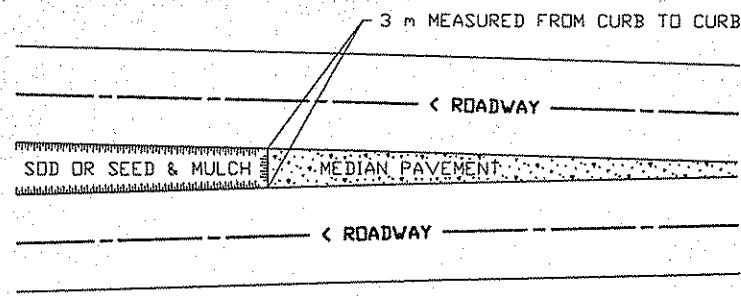 3 m MEASURED FROM CURB TO CURB
< ROADWAY
SOD OR SEED & MULCH
MEDIAN PAVEMENT
< ROADWAY